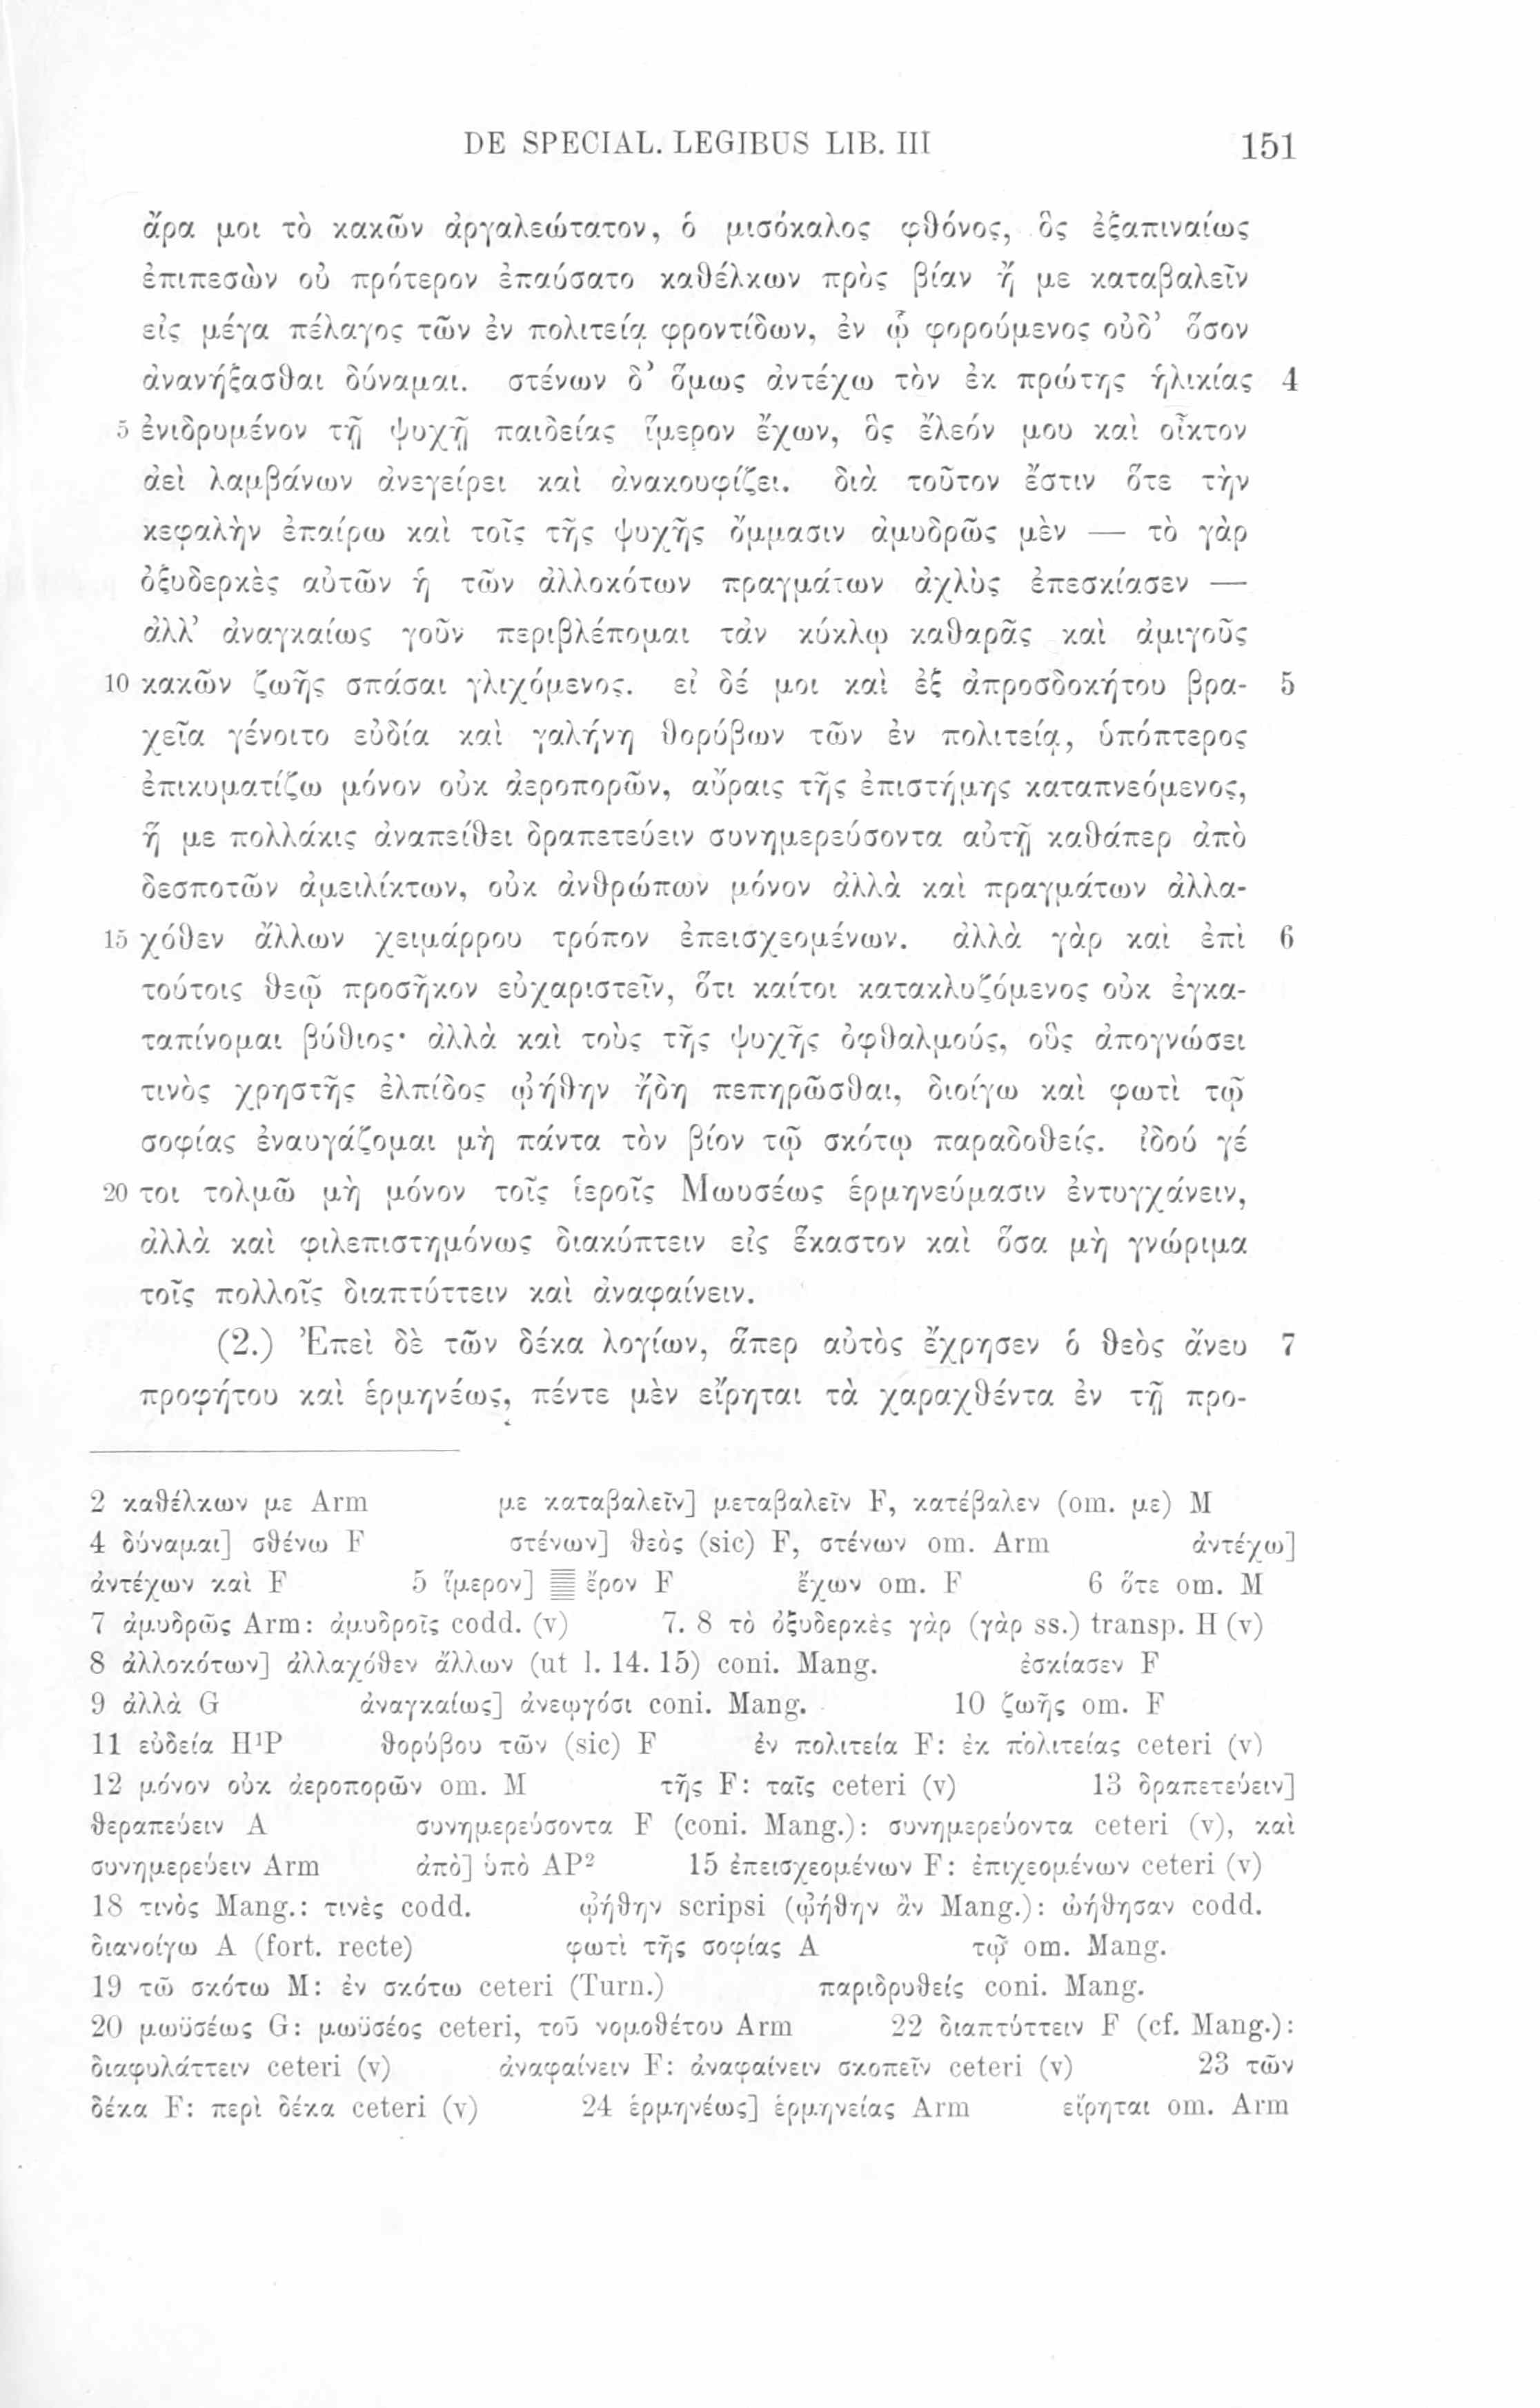 DE SPECIAL. LEGIBUS LIB. III 151
ἄρα μοι τὸ κακῶν ἀργαλεώτατον, ὁ μισόκαλος φθόνος, ὃς ἐξαπιναίως
ἐπιπεσὼν οὐ πρότερον ἐπαύσατο καθέλκων πρὸς βίαν ἤ με καταβαλεῖν
εἰς μέγα πέλαγος τῶν ἐν πολιτείᾳ φροντίδων, ἐν ᾧ φορούμενος οὐδ’ ὅσον
ἀνανήξασθαι δύναμαι. στένων δ’ ὅμως ἀντέχω τὸν ἐκ πρώτης ἡλικίας 4
5 ἐνιδρυμένον τῇ ψυχῇ παιδείας ἵμερον ἔχων, ὃς ἔλεόν μου καὶ οἶκτον
ἀεὶ λαμβάνων ἀνεγείρει καὶ ἀνακουφίζει. διὰ τοῦτον ἔστιν ὅτε τὴν
κεφαλὴν ἐπαίρω καὶ τοῖς τῆς ψυχῆς ὄμμασιν ἀμυδρῶς μὲν — τὸ γὰρ
ὀξυδερκὲς αὐτῶν ἡ τῶν ἀλλοκότων πραγμάτων ἀχλὺς ἐπεσκίασεν —
ἀλλ’ ἀναγκαίως γοῦν περιβλέπομαι τἀν κύκλῳ καθαρᾶς καὶ ἀμιγοῦς
10 κακῶν ζωῆς σπάσαι γλιχόμενος. εἰ δέ μοι καὶ ἐξ ἀπροσδοκήτου βρα- 5
χεῖα γένοιτο εὐδία καὶ γαλήνη θορύβων τῶν ἐν πολιτείᾳ, ὑπόπτερος
ἐπικυματίζω μόνον οὐκ ἀεροπορῶν, αὔραις τῆς ἐπιστήμης καταπνεόμενος,
ἥ με πολλάκις ἀναπείθει δραπετεύειν συνημερεύσοντα αὐτῇ καθάπερ ἀπὸ
δεσποτῶν ἀμειλίκτων, οὐκ ἀνθρώπων μόνον ἀλλὰ καὶ πραγμάτων ἀλλα-
15 χόθεν ἄλλων χειμάρρου τρόπον ἐπεισχεομένων. ἀλλὰ γὰρ καὶ ἐπὶ 6
τούτοις θεῷ προσῆκον εὐχαριστεῖν, ὅτι καίτοι κατακλυζόμενος οὐκ ἐγκα-
ταπίνομαι βύθιος· ἀλλὰ καὶ τοὺς τῆς ψυχῆς ὀφθαλμούς, οὓς ἀπογνώσει
τινὸς χρηστῆς ἐλπίδος ᾠήθην ἤδη πεπηρῶσθαι, διοίγω καὶ φωτὶ τῷ
σοφίας ἐναυγάζομαι μὴ πάντα τὸν βίον τῷ σκότῳ παραδοθείς. ἰδού γέ
20 τοι τολμῶ μὴ μόνον τοῖς ἱεροῖς Μωυσέως ἑρμηνεύμασιν ἐντυγχάνειν,
ἀλλὰ καὶ φιλεπιστημόνως διακύπτειν εἰς ἕκαστον καὶ ὅσα μὴ γνώριμα
τοῖς πολλοῖς διαπτύττειν καὶ ἀναφαίνειν.
(2.) Ἐπεὶ δὲ τῶν δέκα λογίων, ἅπερ αὐτὸς ἔχρησεν ὁ θεὸς ἄνευ 7
προφήτου καὶ ἑρμηνέως, πέντε μὲν εἴρηται τὰ χαραχθέντα ἐν τῇ προ-
2 καθέλκων με Arm με καταβαλεῖν] μεταβαλεῖν F, κατέβαλεν (om. με) M
4 δύναμαι] σθένω F στένων] θεὸς (sic) F, στένων om. Arm ἀντέχω]
ἀντέχων καὶ F 5 ἵμερον] ἔρον F ἔχων om. F 6 ὅτε om. M
7 ἀμυδρῶς Arm: ἀμυδροῖς codd. (v) 7. 8 τὸ ὀξυδερκὲς γὰρ (γὰρ ss.) transp. H (v)
8 ἀλλοκότων] ἀλλαχόθεν ἄλλων (ut l. 14. 15) coni. Mang. ἐσκίασεν F
9 ἀλλὰ G ἀναγκαίως] ἀνεῳγόσι coni. Mang. 10 ζωῆς om. F
11 εὐδεία H¹P θορύβου τῶν (sic) F ἐν πολιτεία F: ἐκ πολιτείας ceteri (v)
12 μόνον οὐκ ἀεροπορῶν om. M τῆς F: ταῖς ceteri (v) 13 δραπετεύειν]
θεραπεύειν A συνημερεύσοντα F (coni. Mang.): συνημερεύοντα ceteri (v), καὶ
συνημερεύειν Arm ἀπὸ] ὑπὸ AP² 15 ἐπεισχεομένων F: ἐπιχεομένων ceteri (v)
18 τινὸς Mang.: τινὲς codd. ᾠήθην scripsi (ᾠήθην ἂν Mang.): ὠήθησαν codd.
διανοίγω A (fort. recte) φωτὶ τῆς σοφίας A τῷ om. Mang.
19 τῶ σκότω M: ἐν σκότω ceteri (Turn.) παριδρυθείς coni. Mang.
20 μωϋσέως G: μωϋσέος ceteri, τοῦ νομοθέτου Arm 22 διαπτύττειν F (cf. Mang.):
διαφυλάττειν ceteri (v) ἀναφαίνειν F: ἀναφαίνειν σκοπεῖν ceteri (v) 23 τῶν
δέκα F: περὶ δέκα ceteri (v) 24 ἑρμηνέως] ἑρμηνείας Arm εἴρηται om. Arm